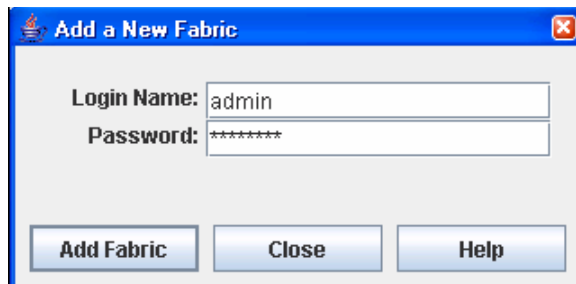 Add a New Fabric
Login Name: admin
Password: ********
Add Fabric Close Help